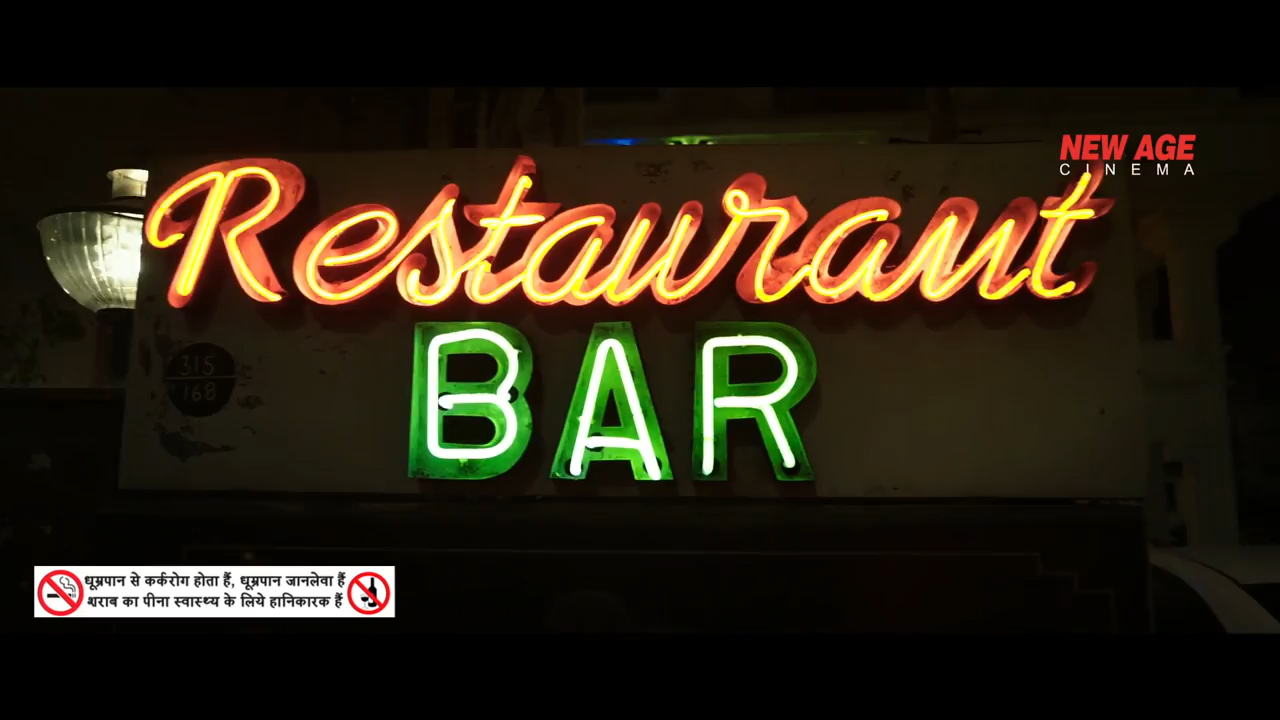 NEW AGE
CINEMA
Restaurant
BAR
315
168
धूम्रपान से कर्करोग होता हैं, धूम्रपान जानलेवा हैं
शराब का पीना स्वास्थ्य के लिये हानिकारक हैं